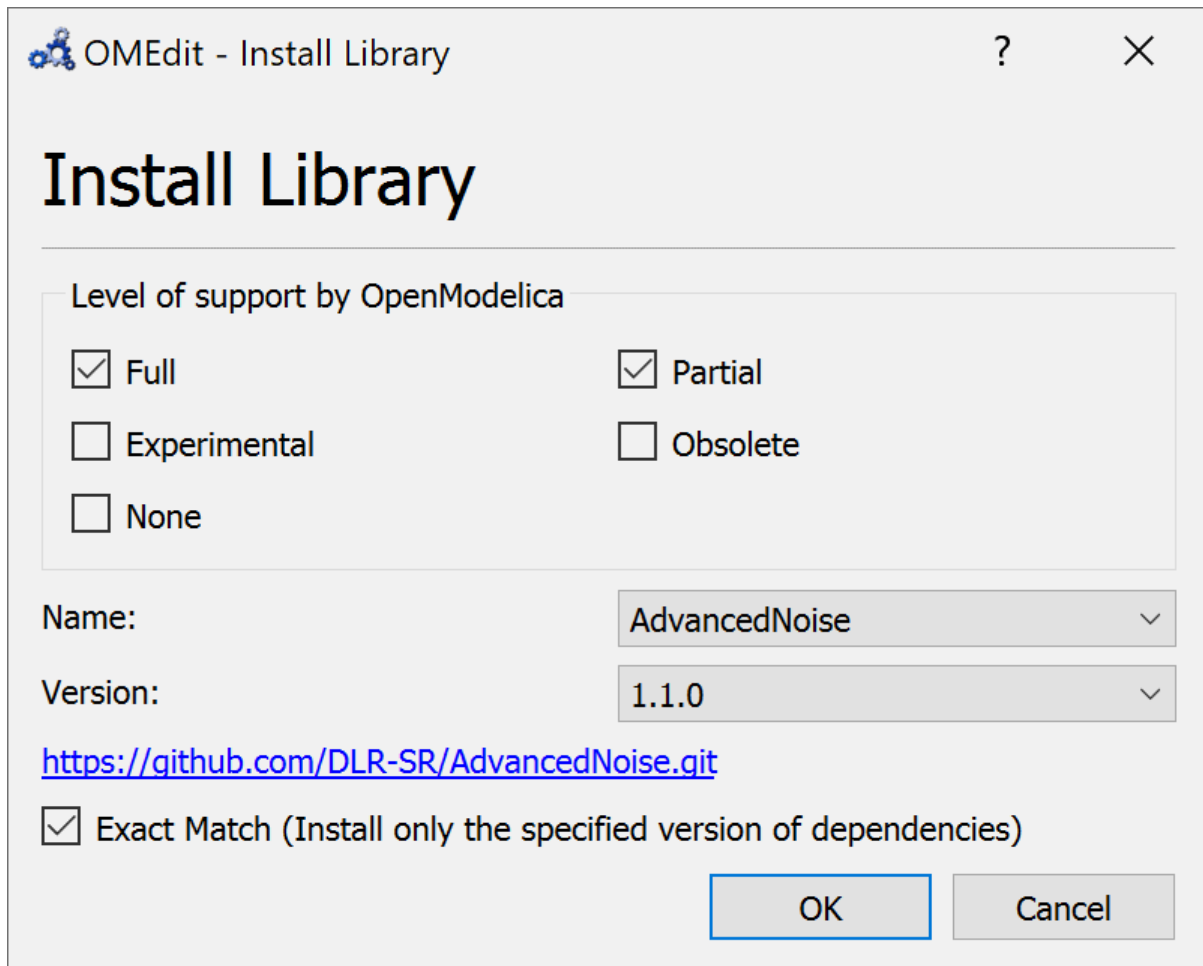 OMEdit - Install Library ?
Install Library
Level of support by OpenModelica
Full Partial
Experimental Obsolete
None
Name: AdvancedNoise
Version: 1.1.0
https://github.com/DLR-SR/AdvancedNoise.git
Exact Match (Install only the specified version of dependencies)
OK Cancel